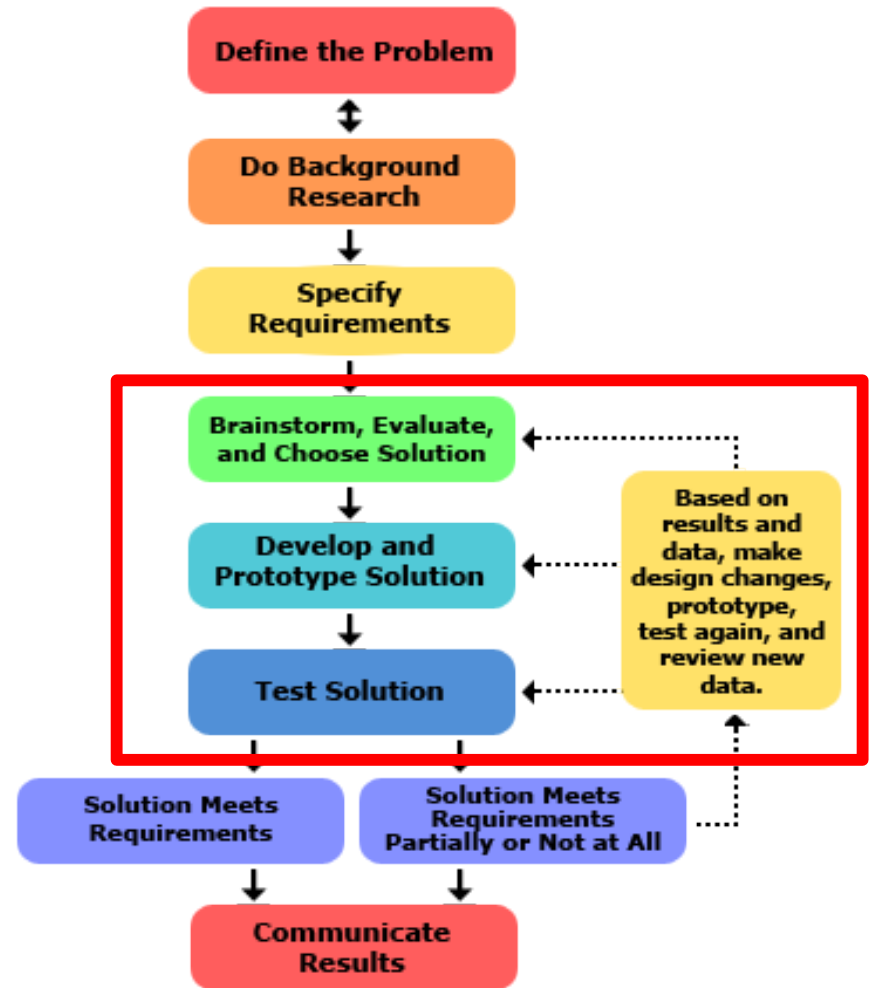 Define the Problem
Do Background
Research
Specify
Requirements
Brainstorm, Evaluate,
and Choose Solution
Develop and
Prototype Solution
Test Solution
Based on
results and
data, make
design changes,
prototype,
test again, and
review new
data.
Solution Meets
Requirements
Solution Meets
Requirements
Partially or Not at All
Communicate
Results